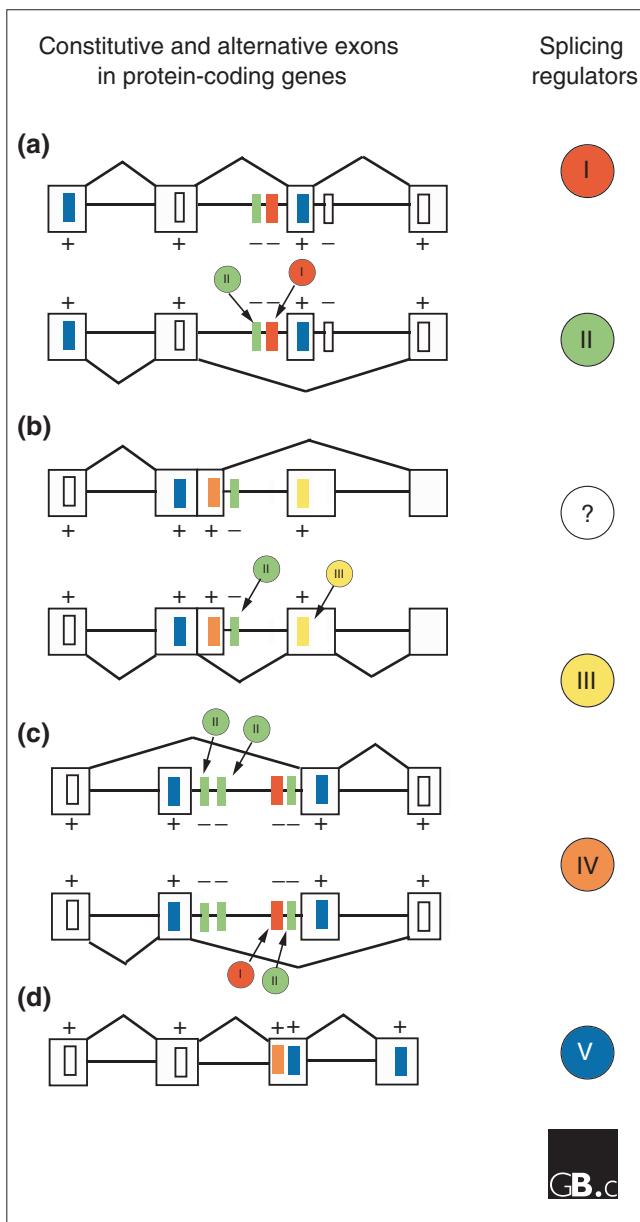 Constitutive and alternative exons
in protein-coding genes
Splicing
regulators
(a)
I
+ + – – + – +
II I
+ + – – + – +
II
(b)
+ + + – +
?
II III
+ + + – +
III
(c)
II II
+ + – – – – + +
IV
+ + – – – – + +
I II
(d)
+ + + + +
V
GB.c